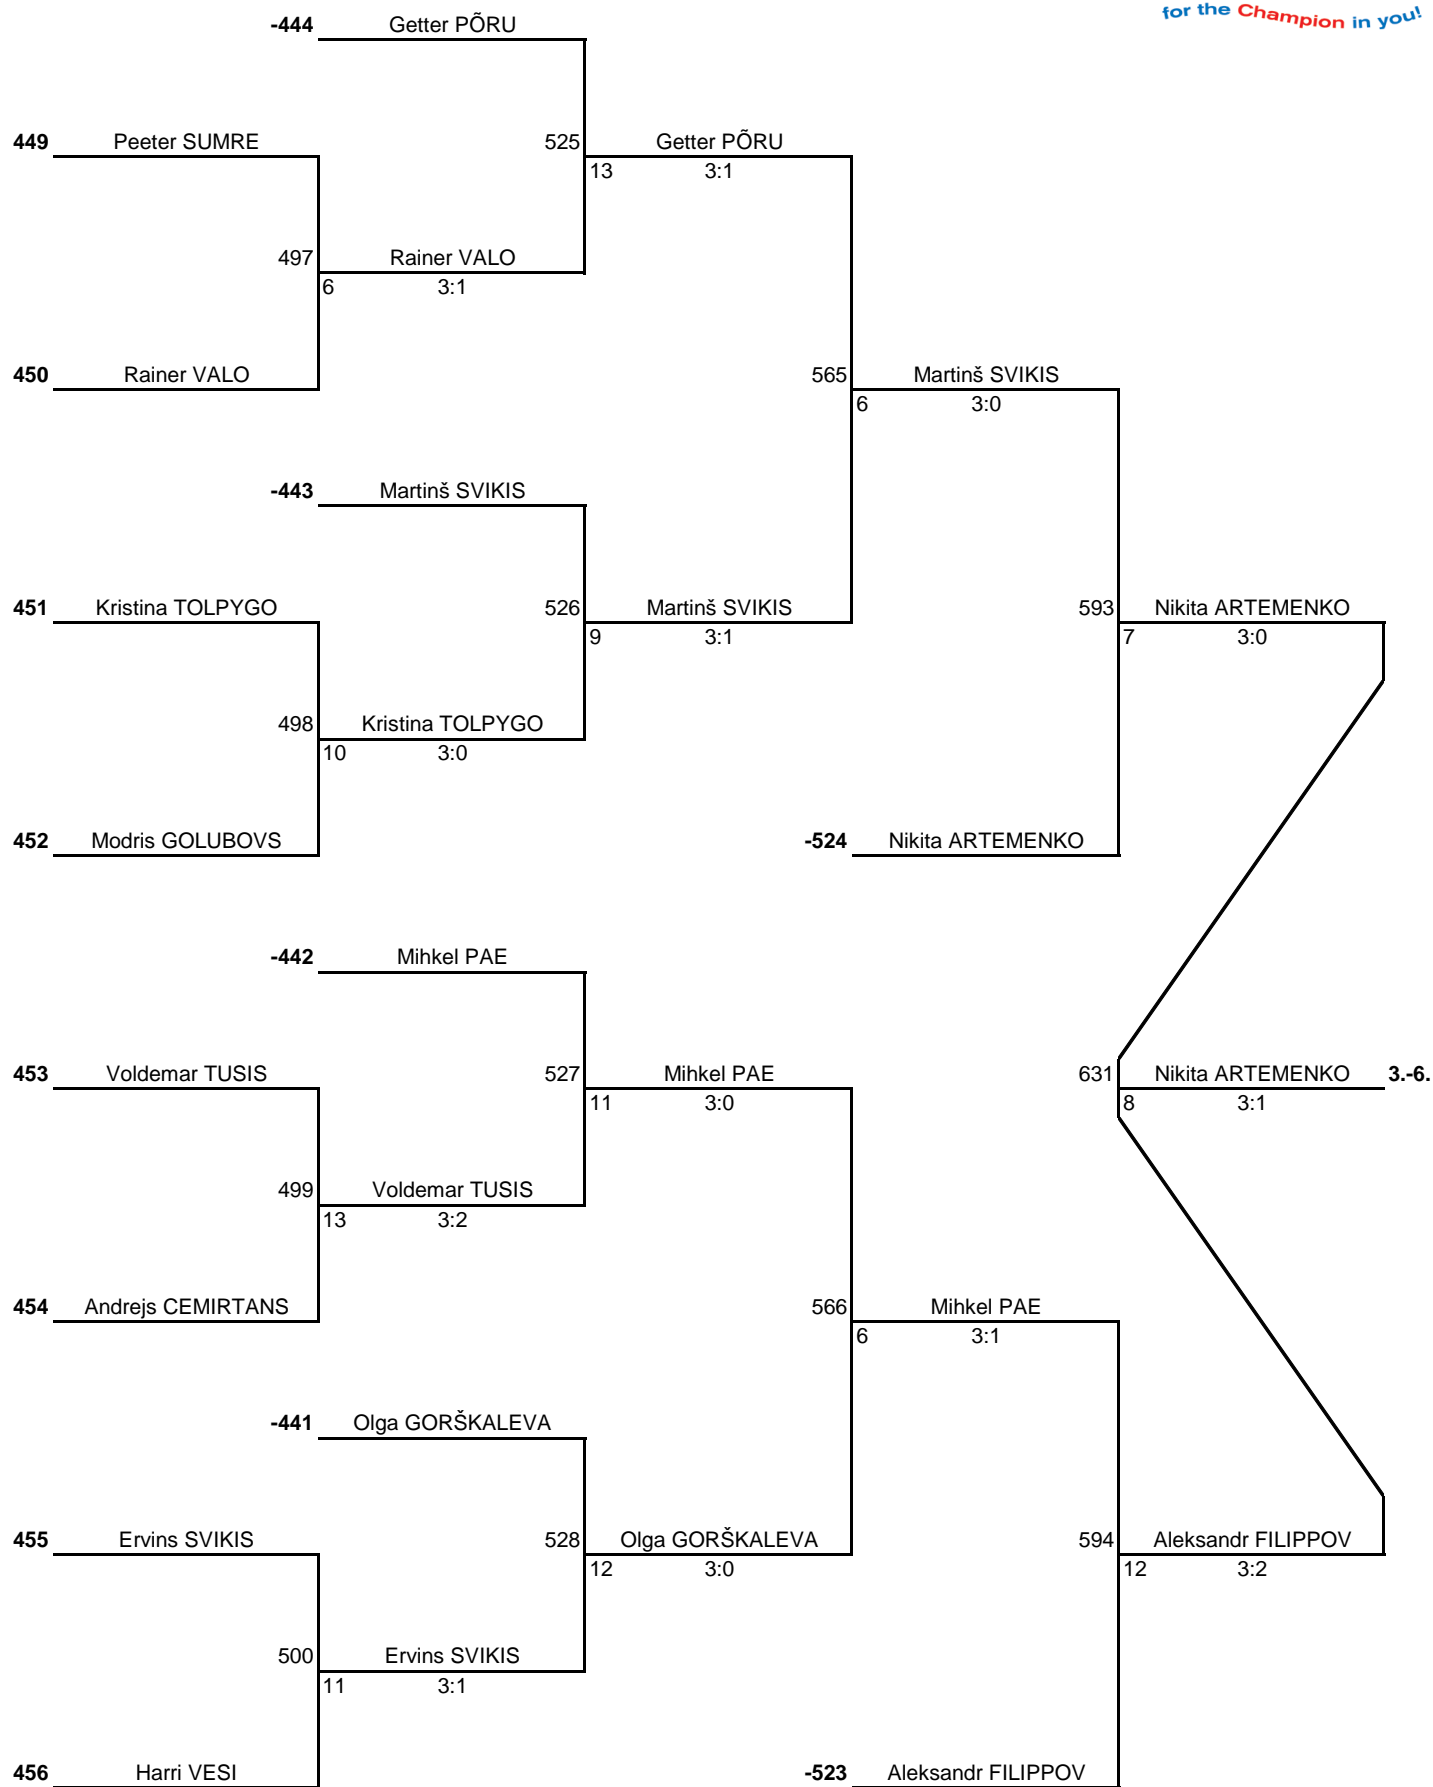 for the Champion in you!
-444 Getter PÕRU
449 Peeter SUMRE 525 Getter PÕRU
13 3:1
497 Rainer VALO
6 3:1
450 Rainer VALO 565 Martinš SVIKIS
6 3:0
-443 Martinš SVIKIS
451 Kristina TOLPYGO 526 Martinš SVIKIS 593 Nikita ARTEMENKO
9 3:1 7 3:0
498 Kristina TOLPYGO
10 3:0
452 Modris GOLUBOVS -524 Nikita ARTEMENKO
-442 Mihkel PAE
453 Voldemar TUSIS 527 Mihkel PAE 631 Nikita ARTEMENKO 3.-6.
11 3:0 8 3:1
499 Voldemar TUSIS
13 3:2
454 Andrejs CEMIRTANS 566 Mihkel PAE
6 3:1
-441 Olga GORŠKALEVA
455 Ervins SVIKIS 528 Olga GORŠKALEVA 594 Aleksandr FILIPPOV
12 3:0 12 3:2
500 Ervins SVIKIS
11 3:1
456 Harri VESI -523 Aleksandr FILIPPOV